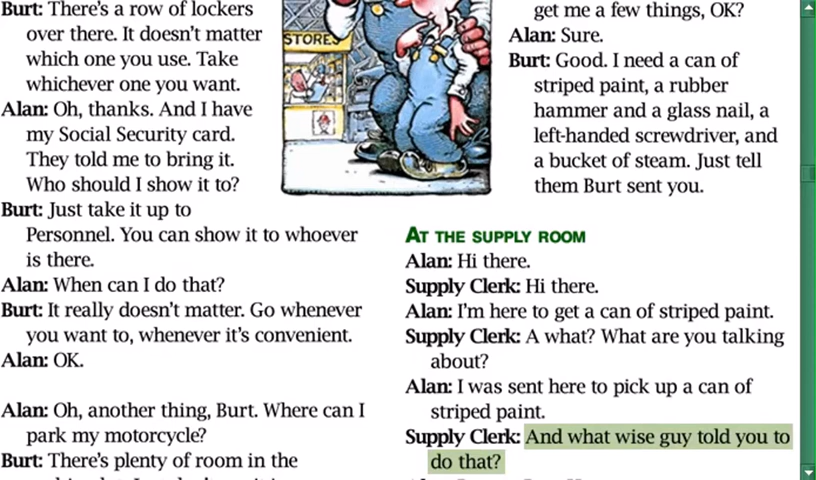 Burt: There's a row of lockers
over there. It doesn't matter
which one you use. Take
whichever one you want.
Alan: Oh, thanks. And I have
my Social Security card.
They told me to bring it.
Who should I show it to?
Burt: Just take it up to
Personnel. You can show it to whoever
is there.
Alan: When can I do that?
Burt: It really doesn't matter. Go whenever
you want to, whenever it's convenient.
Alan: OK.
Alan: Oh, another thing, Burt. Where can I
park my motorcycle?
Burt: There's plenty of room in the
STORES
get me a few things, OK?
Alan: Sure.
Burt: Good. I need a can of
striped paint, a rubber
hammer and a glass nail, a
left-handed screwdriver, and
a bucket of steam. Just tell
them Burt sent you.
AT THE SUPPLY ROOM
Alan: Hi there.
Supply Clerk: Hi there.
Alan: I'm here to get a can of striped paint.
Supply Clerk: A what? What are you talking
about?
Alan: I was sent here to pick up a can of
striped paint.
Supply Clerk: And what wise guy told you to
do that?